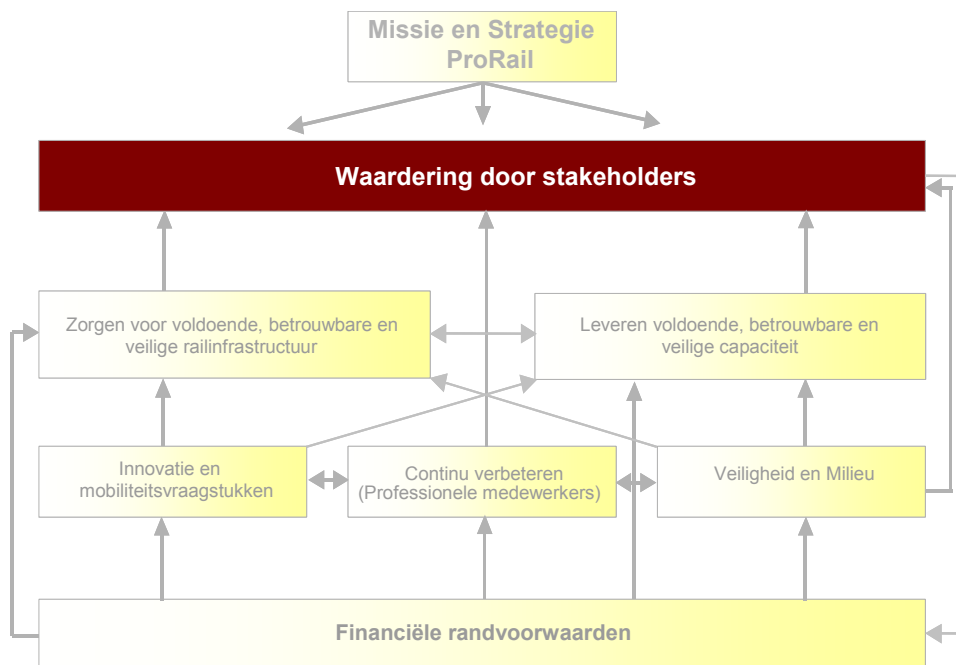 Missie en Strategie
ProRail
Waardering door stakeholders
Zorgen voor voldoende, betrouwbare en
veilige railinfrastructuur
Leveren voldoende, betrouwbare en
veilige capaciteit
Innovatie en
mobiliteitsvraagstukken
Continu verbeteren
(Professionele medewerkers)
Veiligheid en Milieu
Financiële randvoorwaarden